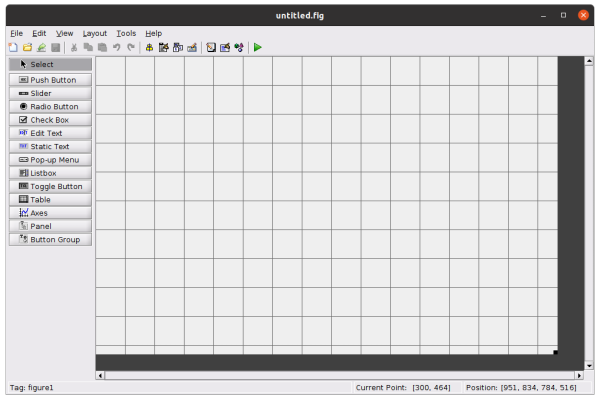 untitled.fig
File Edit View Layout Tools Help
Select
Push Button
Slider
Radio Button
Check Box
Edit Text
Static Text
Pop-up Menu
Listbox
Toggle Button
Table
Axes
Panel
Button Group
Tag: figure1 Current Point: [300, 464] Position: [951, 834, 784, 516]